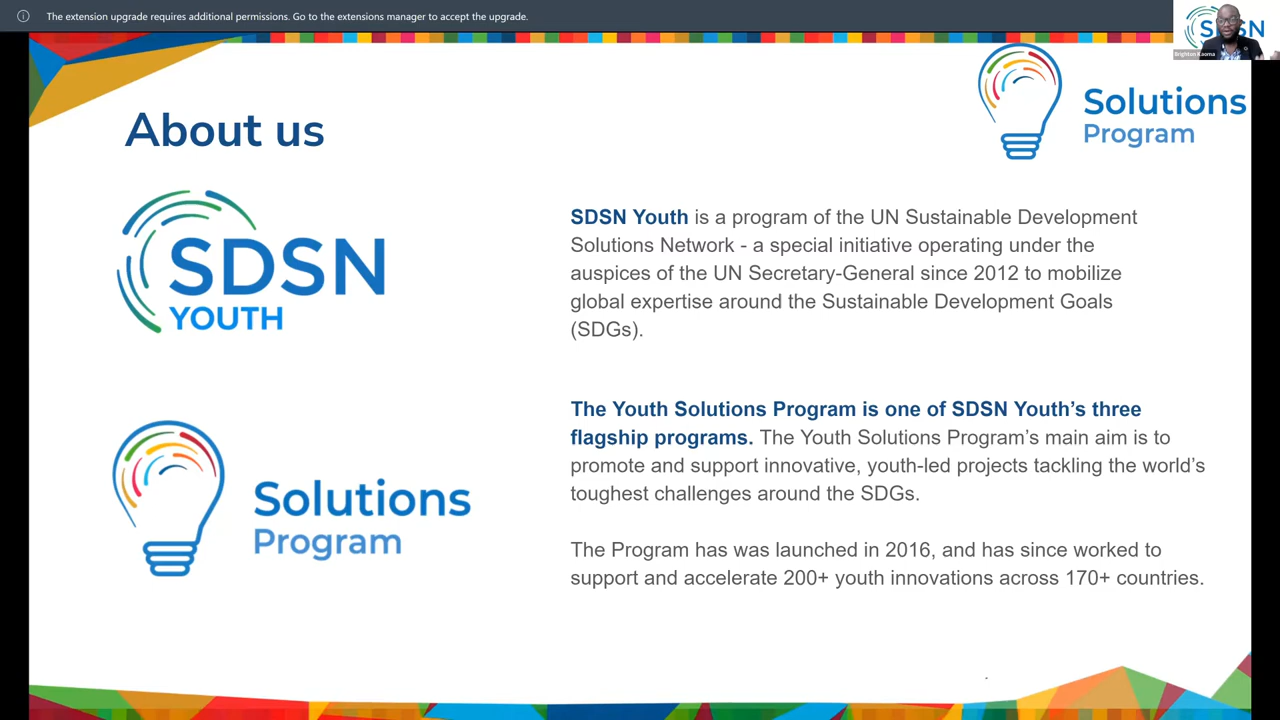 The extension upgrade requires additional permissions. Go to the extensions manager to accept the upgrade.
SDSN
Brighton Kaoma
Solutions
Program
About us
SDSN
YOUTH
SDSN Youth is a program of the UN Sustainable Development
Solutions Network - a special initiative operating under the
auspices of the UN Secretary-General since 2012 to mobilize
global expertise around the Sustainable Development Goals
(SDGs).
Solutions
Program
The Youth Solutions Program is one of SDSN Youth’s three
flagship programs. The Youth Solutions Program’s main aim is to
promote and support innovative, youth-led projects tackling the world’s
toughest challenges around the SDGs.
The Program has was launched in 2016, and has since worked to
support and accelerate 200+ youth innovations across 170+ countries.